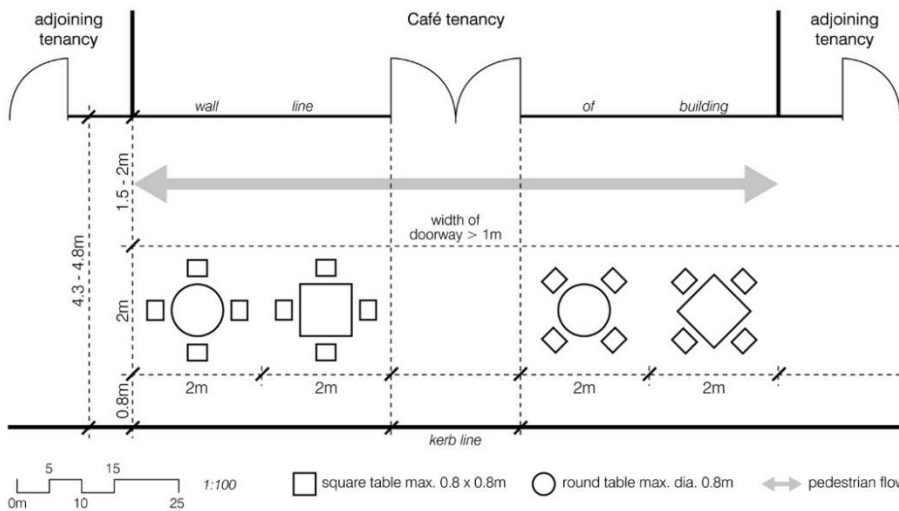 adjoining
tenancy
Café tenancy
adjoining
tenancy
wall line of building
1.5 - 2m
width of
doorway > 1m
4.3 - 4.8m
2m
2m 2m 2m 2m
0.8m
kerb line
5 15
0m 10 25
1:100
square table max. 0.8 x 0.8m
round table max. dia. 0.8m
pedestrian flow